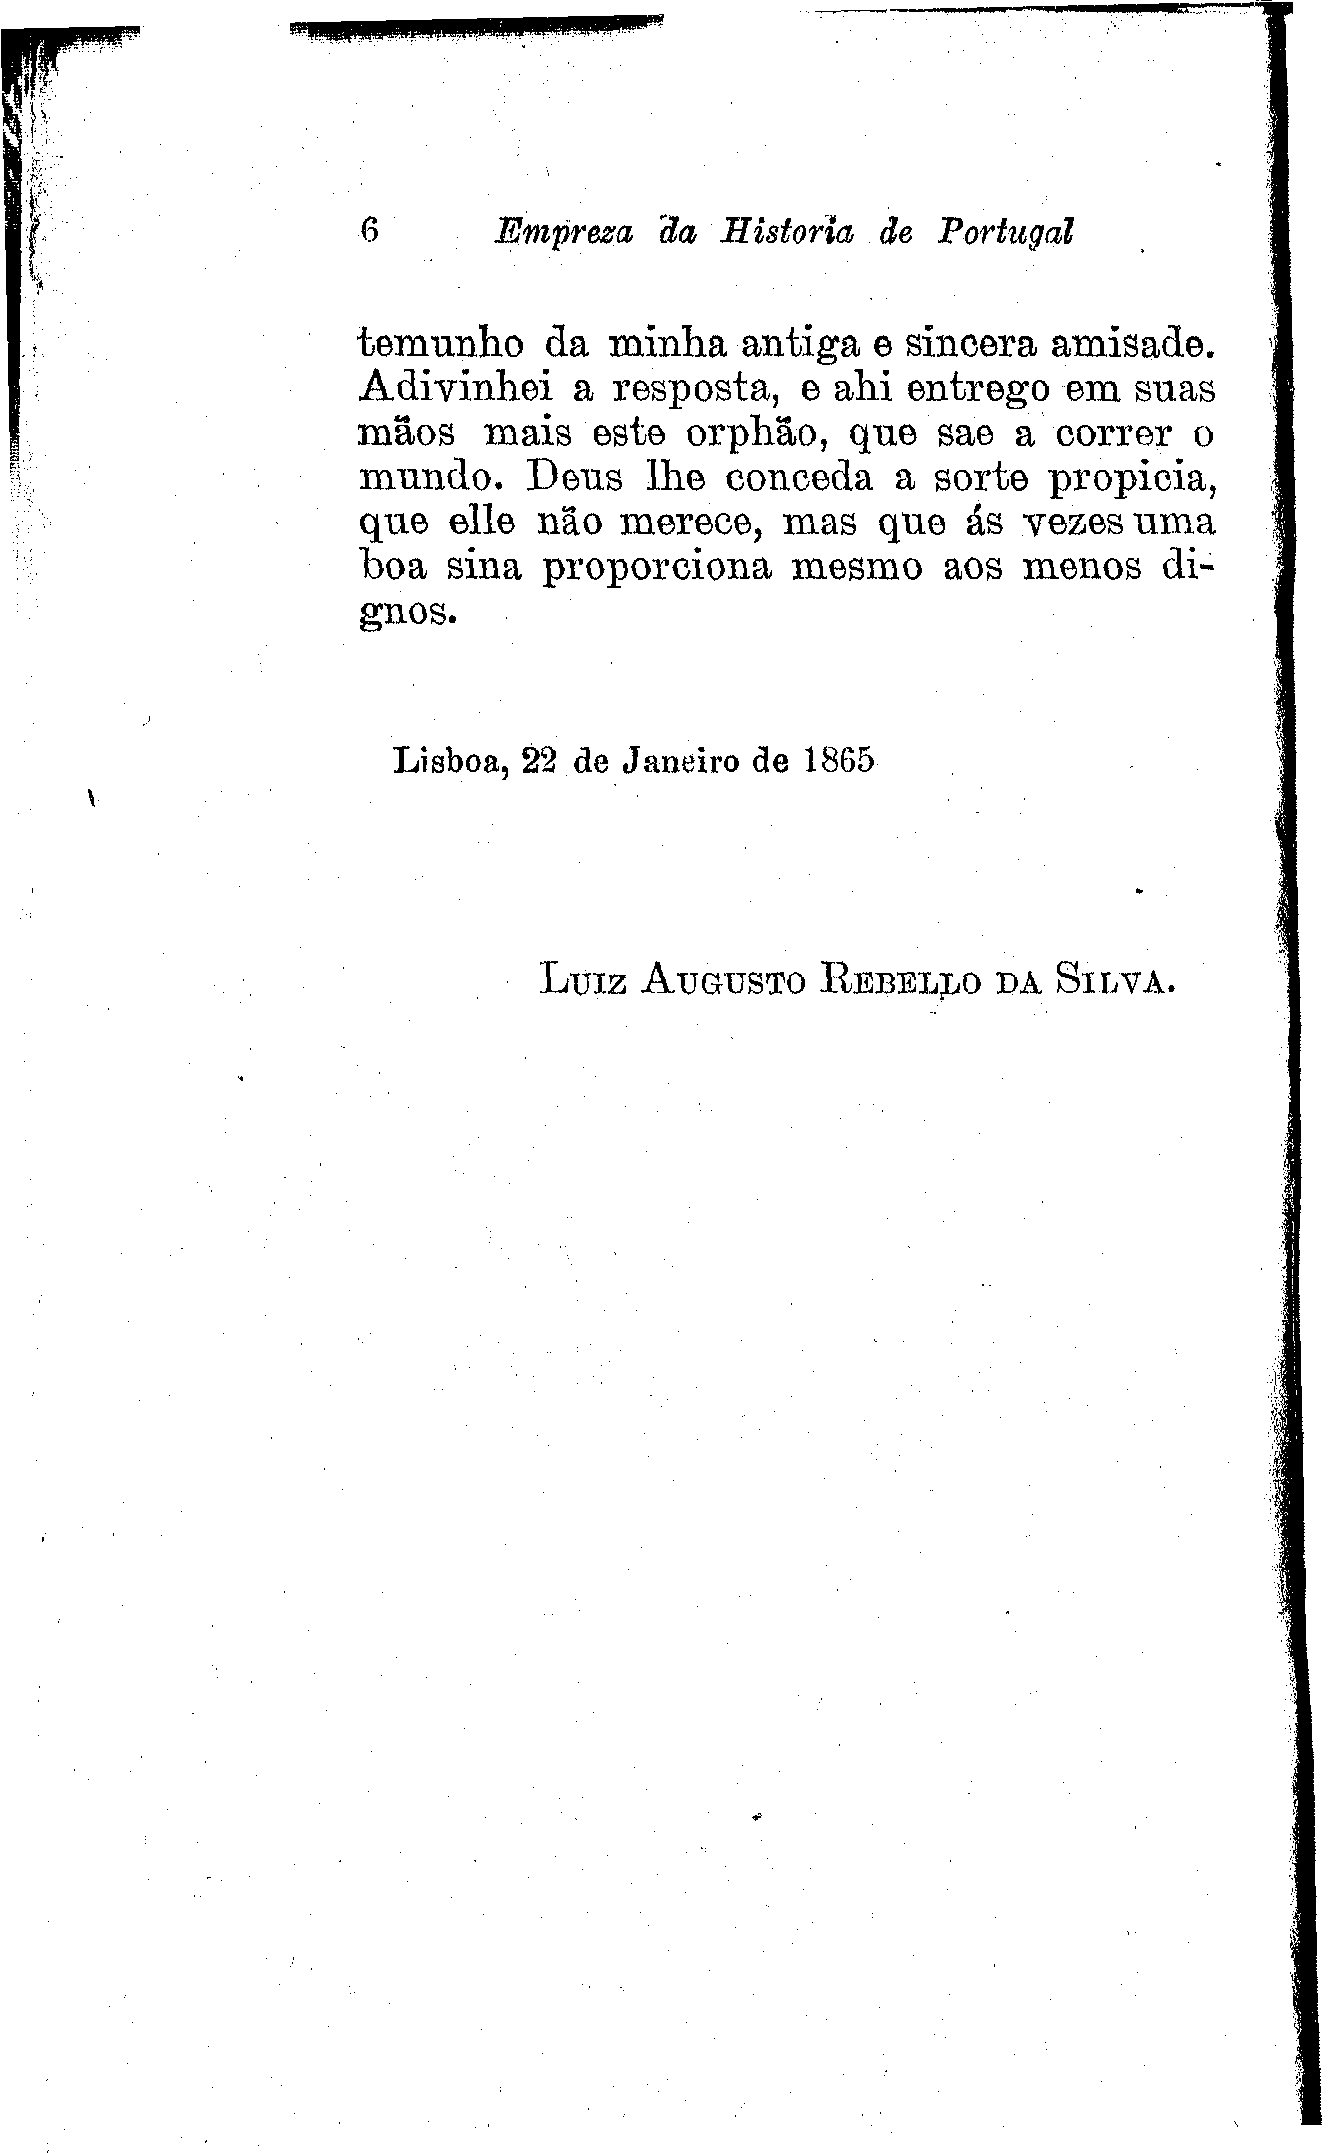 6 Empreza da Historia de Portugal
temunho da minha antiga e sincera amisade.
Adivinhei a resposta, e ahi entrego em suas
mãos mais este orphão, que sae a correr o
mundo. Deus lhe conceda a sorte propicia,
que elle não merece, mas que ás vezes uma
boa sina proporciona mesmo aos menos di-
gnos.
Lisboa, 22 de Janeiro de 1865
LUIZ AUGUSTO REBELLO DA SILVA.